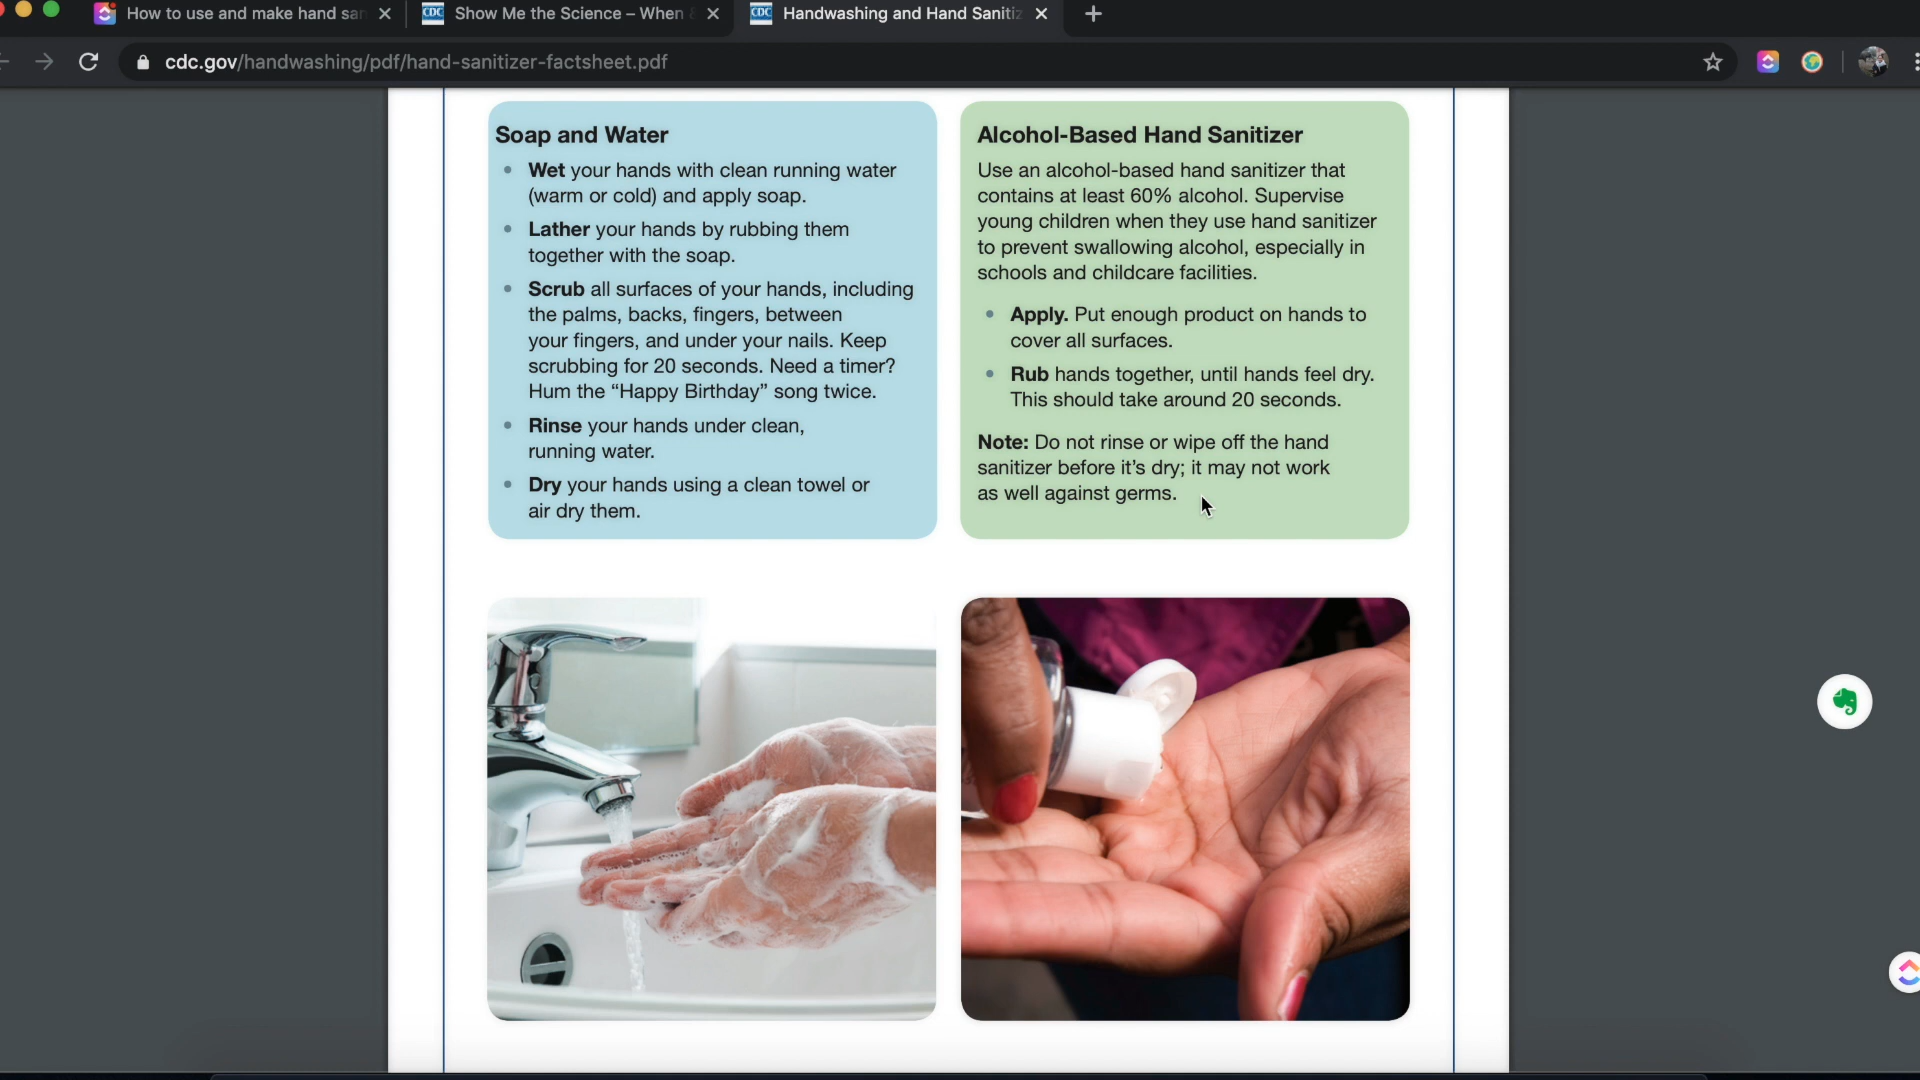 How to use and make hand san
CDC
Show Me the Science – When &
CDC
Handwashing and Hand Sanitiz
cdc.gov/handwashing/pdf/hand-sanitizer-factsheet.pdf
Soap and Water
• Wet your hands with clean running water
(warm or cold) and apply soap.
• Lather your hands by rubbing them
together with the soap.
• Scrub all surfaces of your hands, including
the palms, backs, fingers, between
your fingers, and under your nails. Keep
scrubbing for 20 seconds. Need a timer?
Hum the “Happy Birthday” song twice.
• Rinse your hands under clean,
running water.
• Dry your hands using a clean towel or
air dry them.
Alcohol-Based Hand Sanitizer
Use an alcohol-based hand sanitizer that
contains at least 60% alcohol. Supervise
young children when they use hand sanitizer
to prevent swallowing alcohol, especially in
schools and childcare facilities.
• Apply. Put enough product on hands to
cover all surfaces.
• Rub hands together, until hands feel dry.
This should take around 20 seconds.
Note: Do not rinse or wipe off the hand
sanitizer before it’s dry; it may not work
as well against germs.